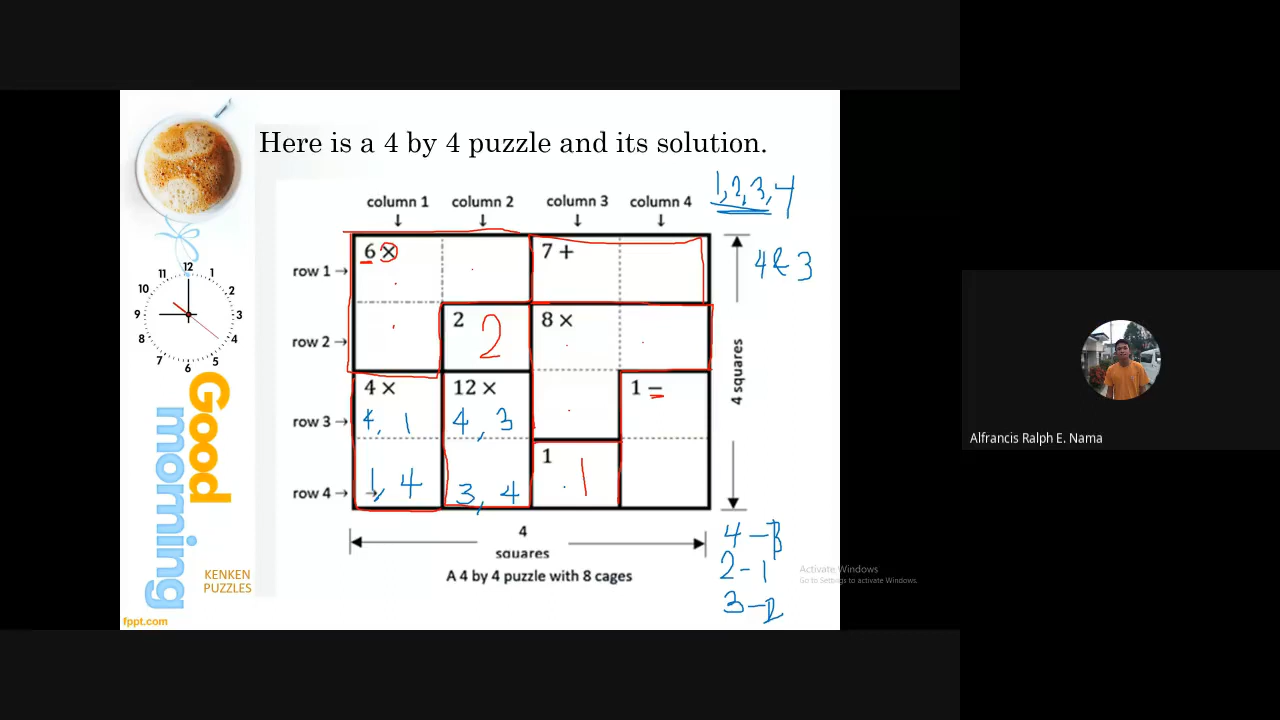 Here is a 4 by 4 puzzle and its solution.
1, 2, 3, 4
column 1 column 2 column 3 column 4
6 × 7 +
4 & 3
row 1
2 2 8 ×
row 2
4 squares
4 × 12 × 1 −
row 3 4, 1 4, 3
1 1
row 4 1, 4 3, 4
4
squares
A 4 by 4 puzzle with 8 cages
4 - 3
2 - 1
3 - 2
12 1 2 3 4 5 6 7 8 9 10 11
Good
morning
KENKEN
PUZZLES
fppt.com
Activate Windows
Go to Settings to activate Windows.
Alfrancis Ralph E. Nama